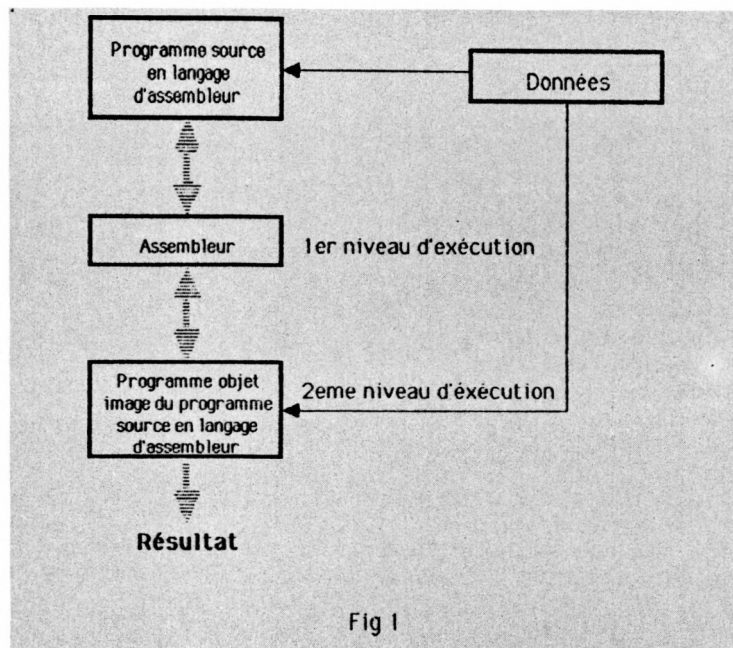 Programme source
en langage
d'assembleur
Données
Assembleur
1er niveau d'exécution
Programme objet
image du programme
source en langage
d'assembleur
2eme niveau d'éxécution
Résultat
Fig 1